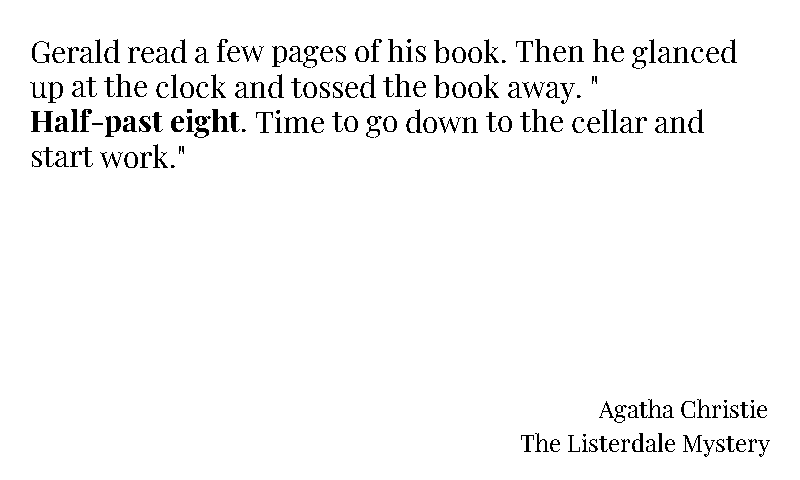 Gerald read a few pages of his book. Then he glanced
up at the clock and tossed the book away. "
Half-past eight. Time to go down to the cellar and
start work."
Agatha Christie
The Listerdale Mystery